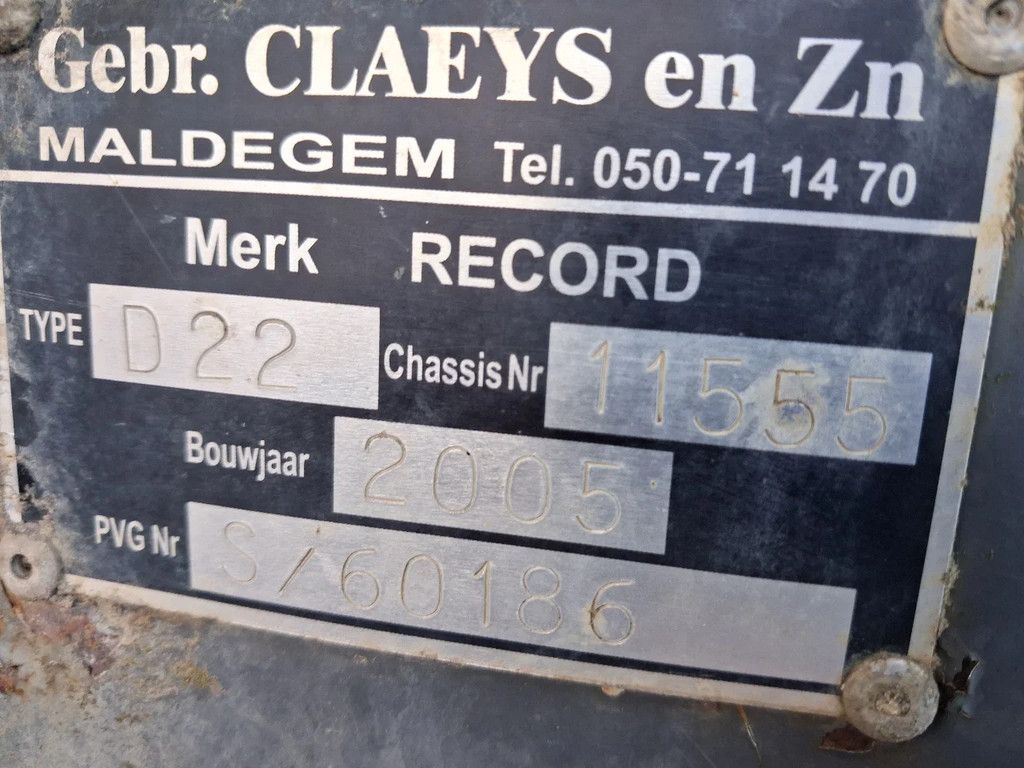 Gebr. CLAEYS en Zn
MALDEGEM Tel. 050-71 14 70
Merk RECORD
TYPE D22 Chassis Nr 11555
Bouwjaar 2005
PVG Nr S/60186